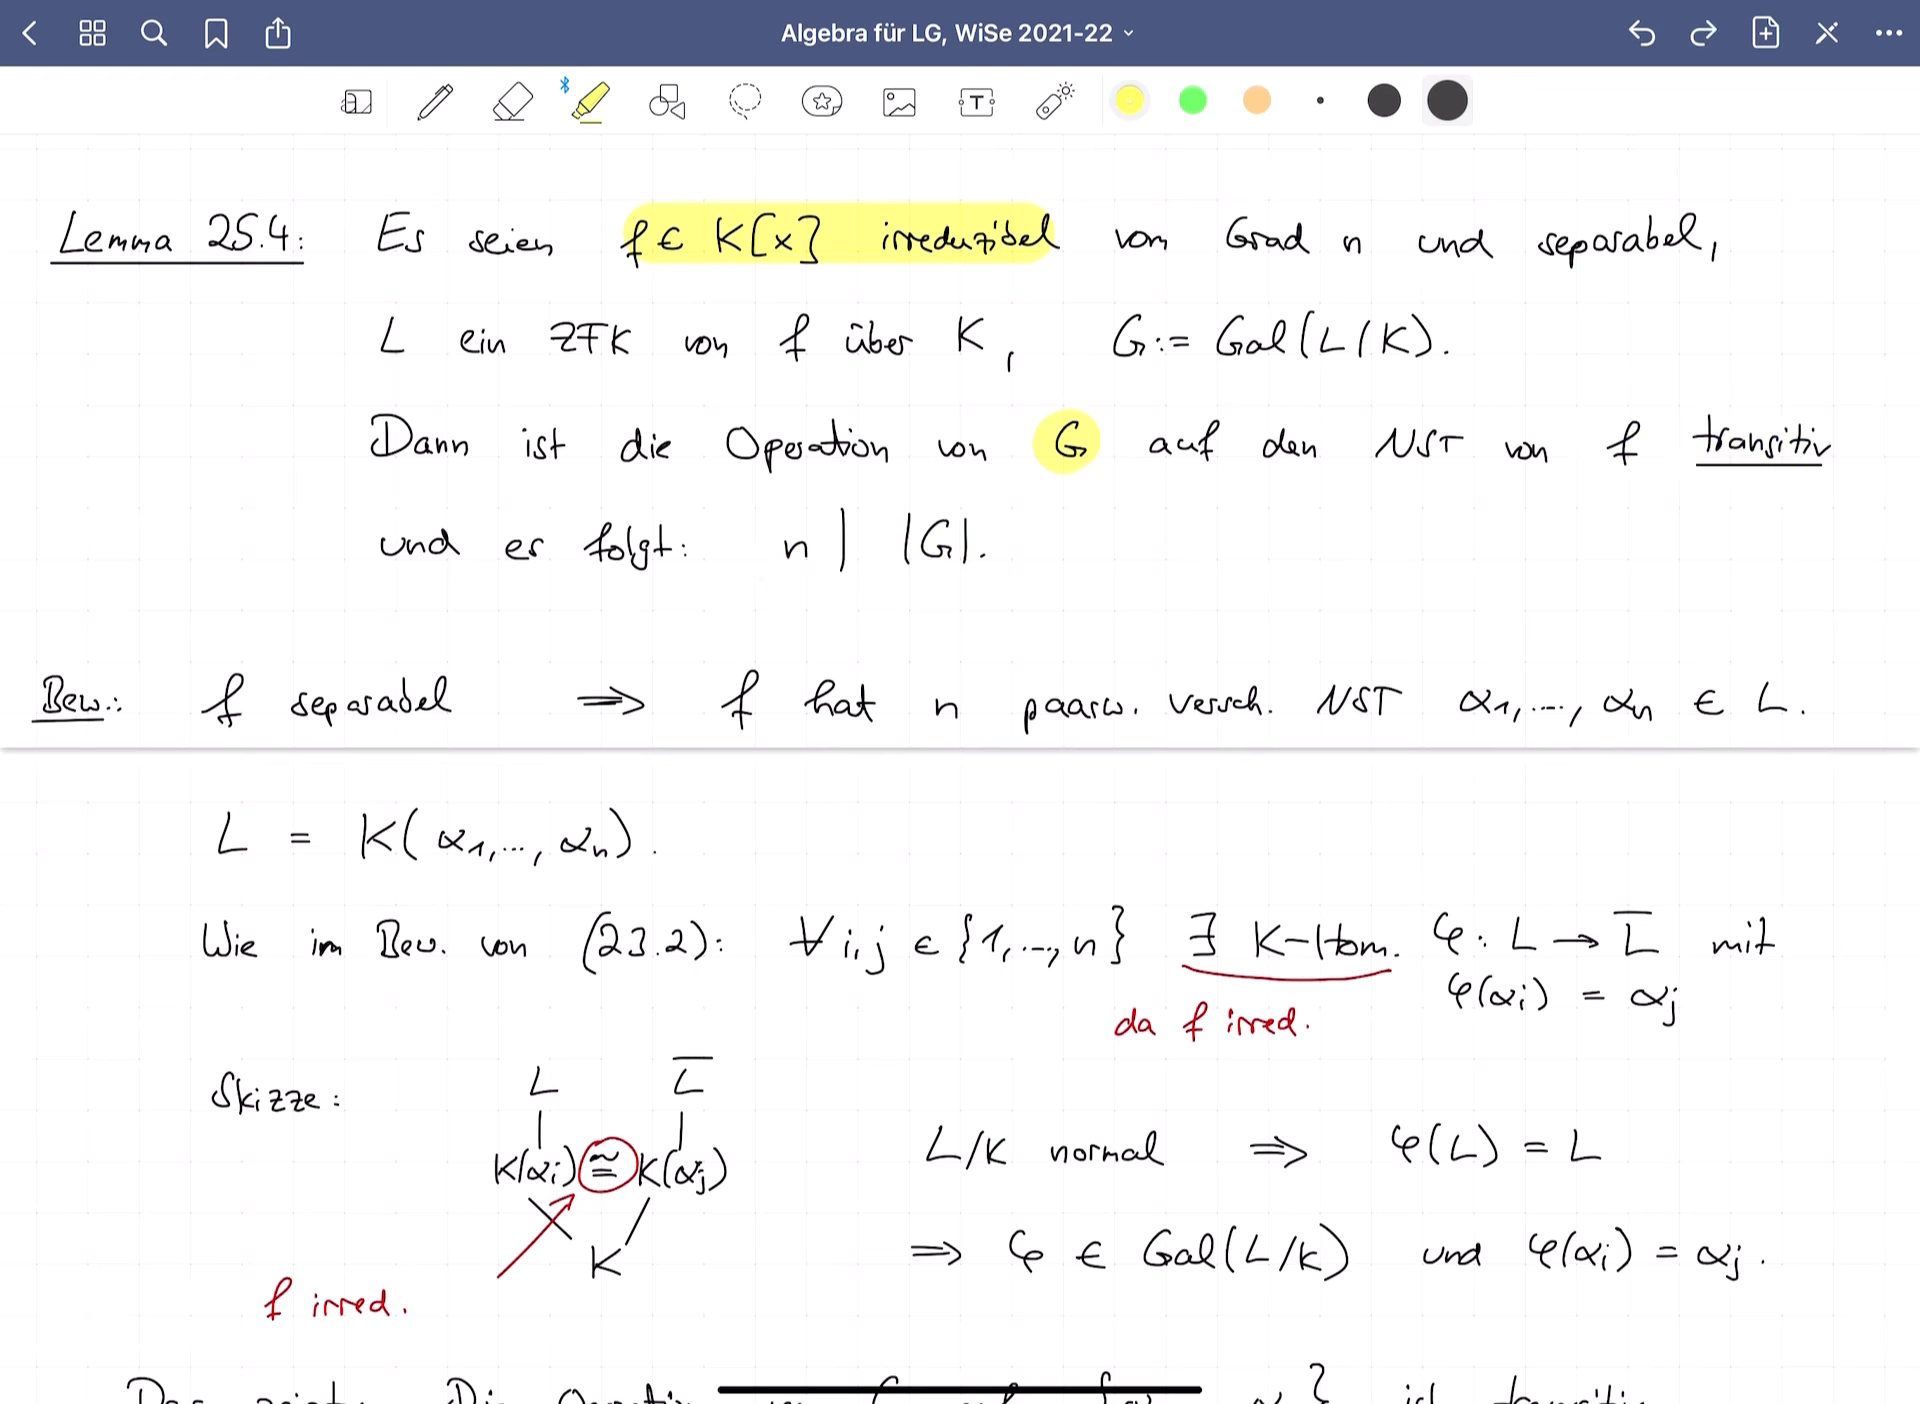 Algebra für LG, WiSe 2021-22
Lemma 25.4: Es seien f ∈ K[x] irreduzibel vom Grad n und separabel,
L ein ZFK von f über K, G := Gal(L/K).
Dann ist die Operation von G auf den NST von f transitiv
und es folgt: n | |G|.
Bew.: f separabel ⇒ f hat n paarw. versch. NST α₁,...,αₙ ∈ L.
L = K(α₁,...,αₙ).
Wie im Bew. von (23.2): ∀ i,j ∈ {1,...,n} ∃ K-Hom. φ: L → L̅ mit
φ(αi) = αj
da f irred.
Skizze:
L L̅
K(αi) ≅ K(αj)
K
f irred.
L/K normal ⇒ φ(L) = L
⇒ φ ∈ Gal(L/K) und φ(αi) = αj.
ist transitiv